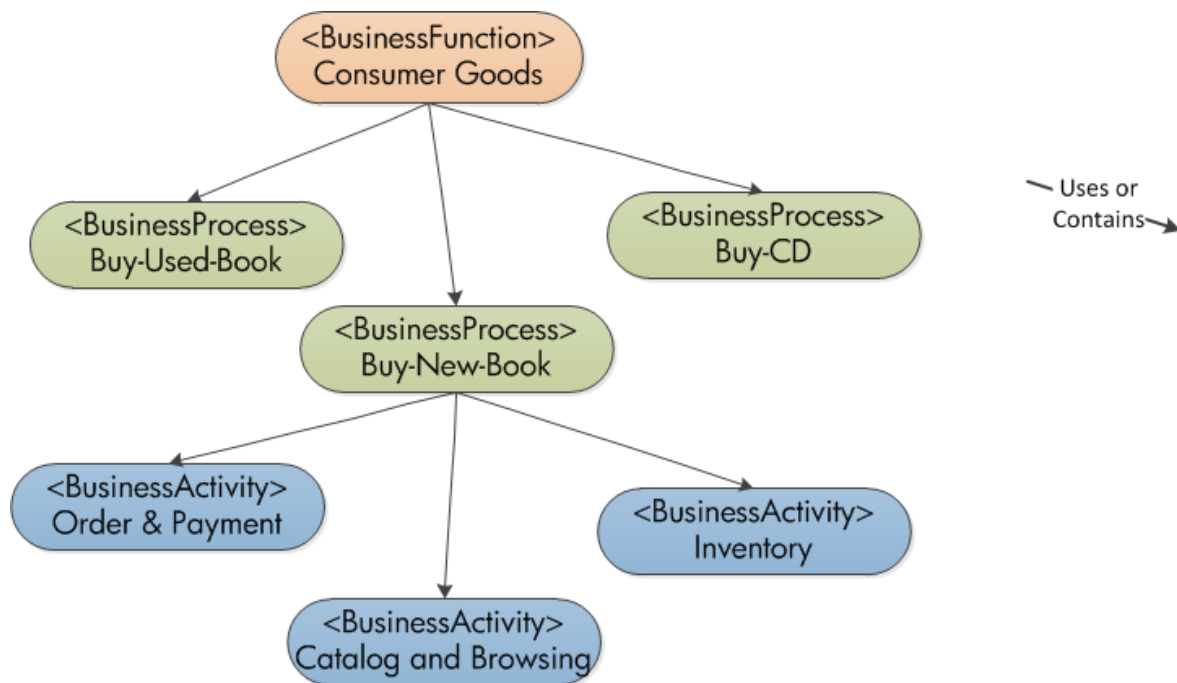 <BusinessFunction>
Consumer Goods
<BusinessProcess>
Buy-Used-Book
<BusinessProcess>
Buy-CD
Uses or
Contains
<BusinessProcess>
Buy-New-Book
<BusinessActivity>
Order & Payment
<BusinessActivity>
Inventory
<BusinessActivity>
Catalog and Browsing